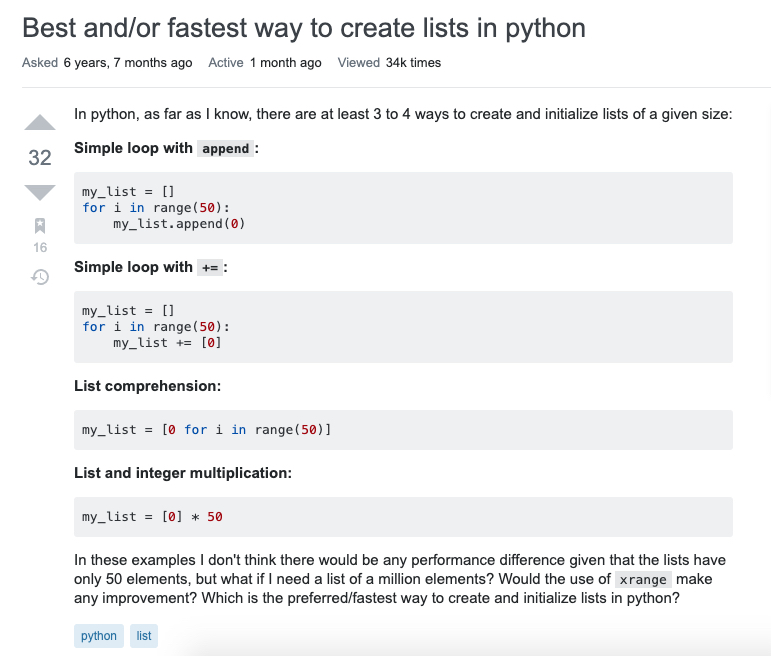 Best and/or fastest way to create lists in python
Asked 6 years, 7 months ago Active 1 month ago Viewed 34k times
In python, as far as I know, there are at least 3 to 4 ways to create and initialize lists of a given size:
32
Simple loop with append:
my_list = []
for i in range(50):
    my_list.append(0)
16
Simple loop with +=:
my_list = []
for i in range(50):
    my_list += [0]
List comprehension:
my_list = [0 for i in range(50)]
List and integer multiplication:
my_list = [0] * 50
In these examples I don't think there would be any performance difference given that the lists have
only 50 elements, but what if I need a list of a million elements? Would the use of xrange make
any improvement? Which is the preferred/fastest way to create and initialize lists in python?
python list